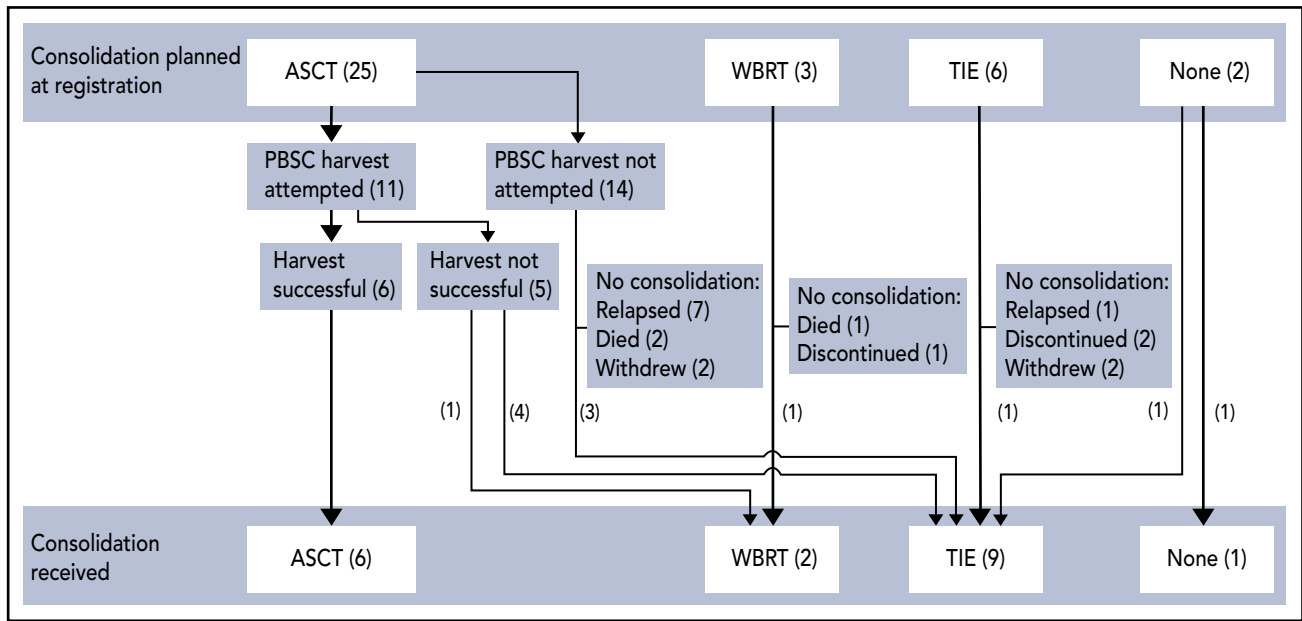 Consolidation planned
at registration
ASCT (25)
WBRT (3)
TIE (6)
None (2)
PBSC harvest
attempted (11)
PBSC harvest not
attempted (14)
Harvest
successful (6)
Harvest not
successful (5)
No consolidation:
Relapsed (7)
Died (2)
Withdrew (2)
No consolidation:
Died (1)
Discontinued (1)
No consolidation:
Relapsed (1)
Discontinued (2)
Withdrew (2)
(1)
(4)
(3)
(1)
(1)
(1)
(1)
Consolidation
received
ASCT (6)
WBRT (2)
TIE (9)
None (1)